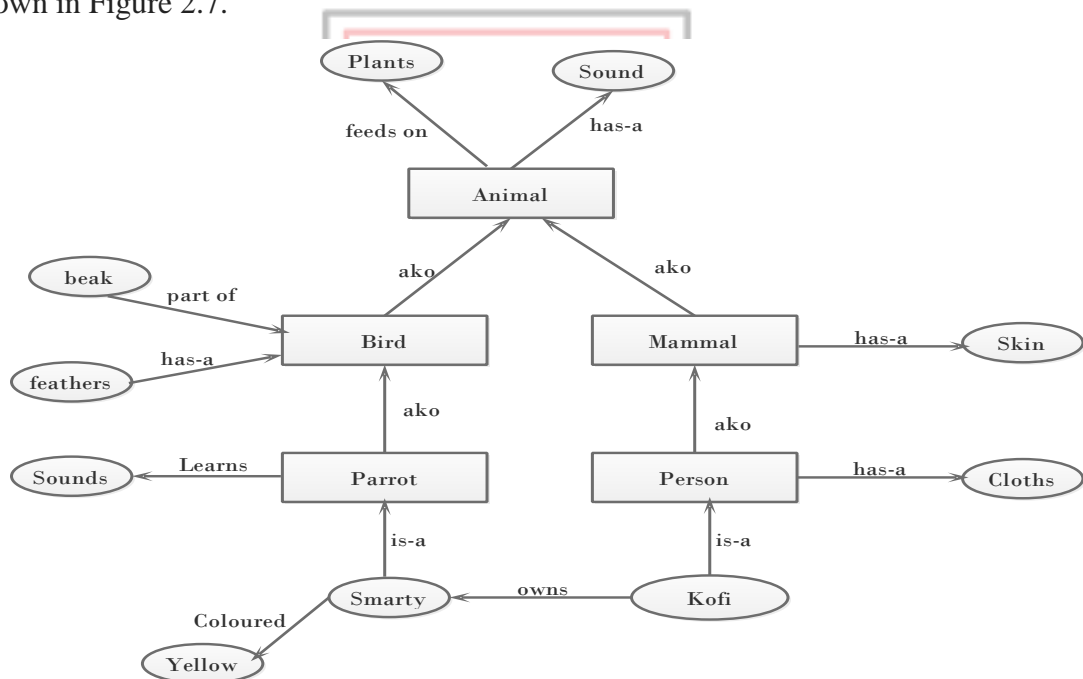 own in Figure 2.7.
Plants
Sound
feeds on
has-a
Animal
ako
ako
beak
part of
Bird
Mammal
has-a
Skin
has-a
feathers
ako
ako
Sounds
Learns
Parrot
Person
has-a
Cloths
is-a
is-a
Smarty
owns
Kofi
Coloured
Yellow